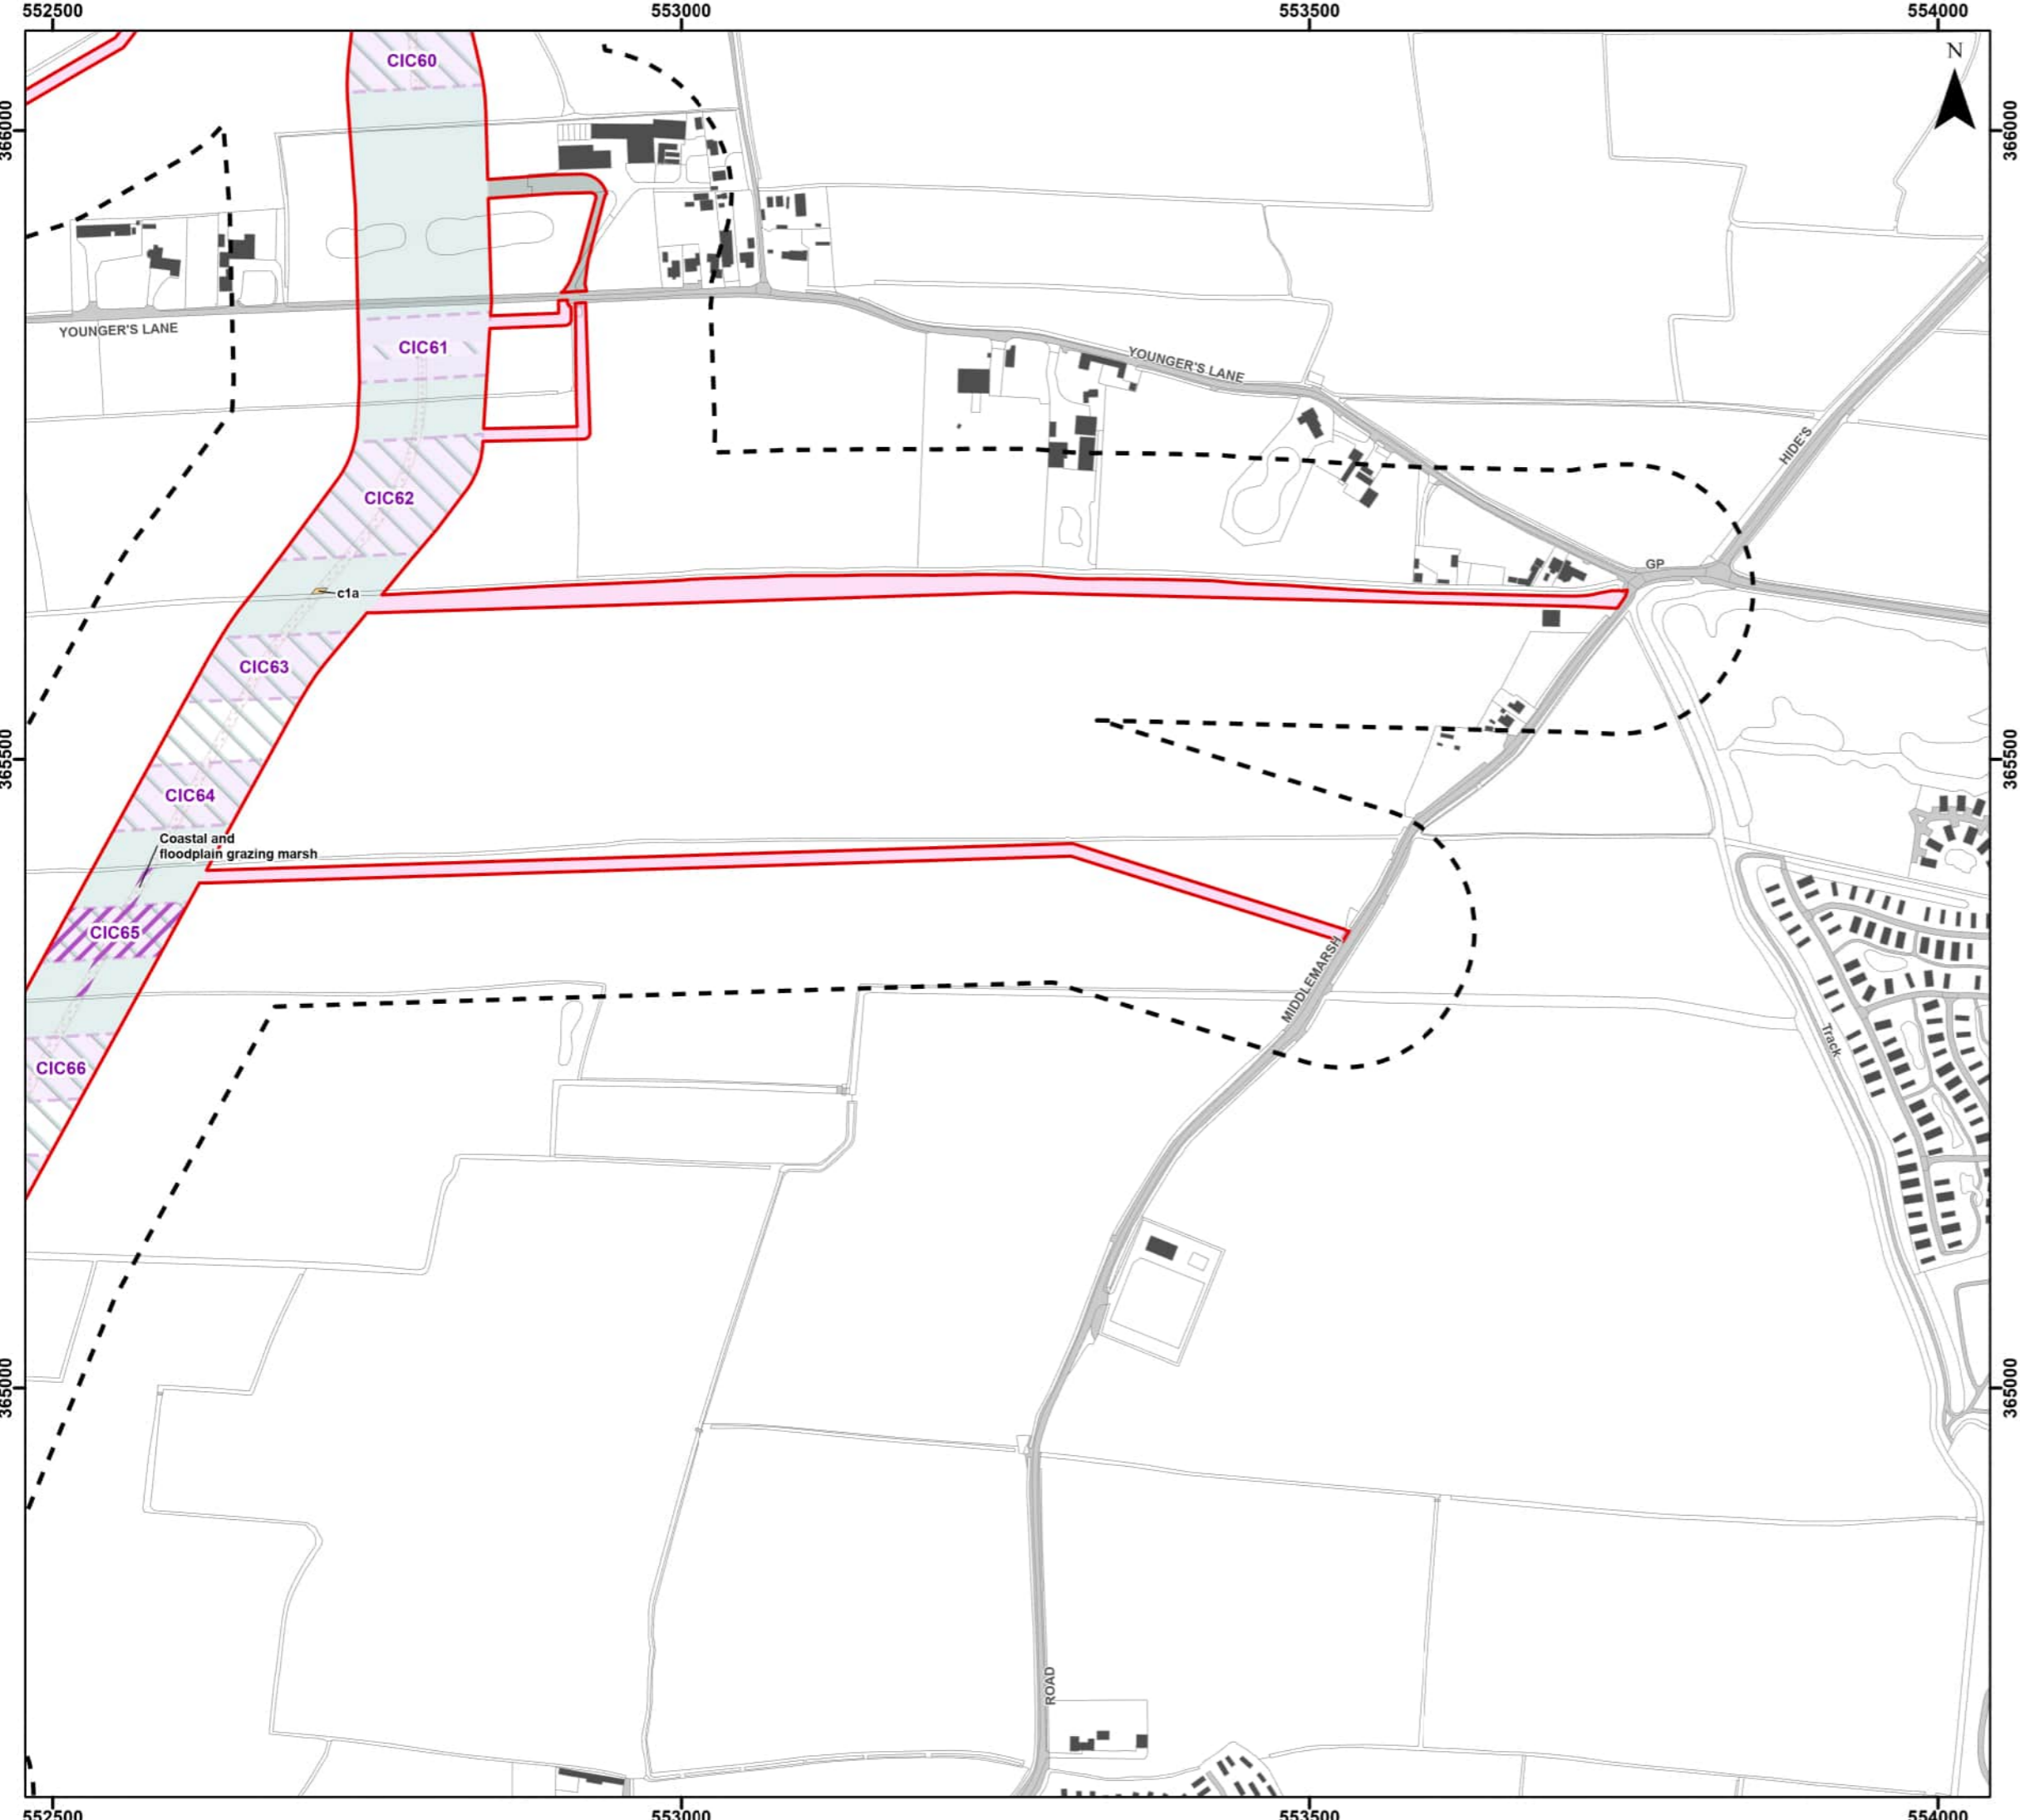 552500
553000
553500
554000
N
CIC60
366000
366000
YOUNGER'S LANE
CIC61
YOUNGER'S LANE
HIDE'S
CIC62
GP
c1a
CIC63
365500
365500
CIC64
Coastal and
floodplain grazing marsh
CIC65
MIDDLEMARSH
Track
CIC66
365000
365000
ROAD
552500
553000
553500
554000